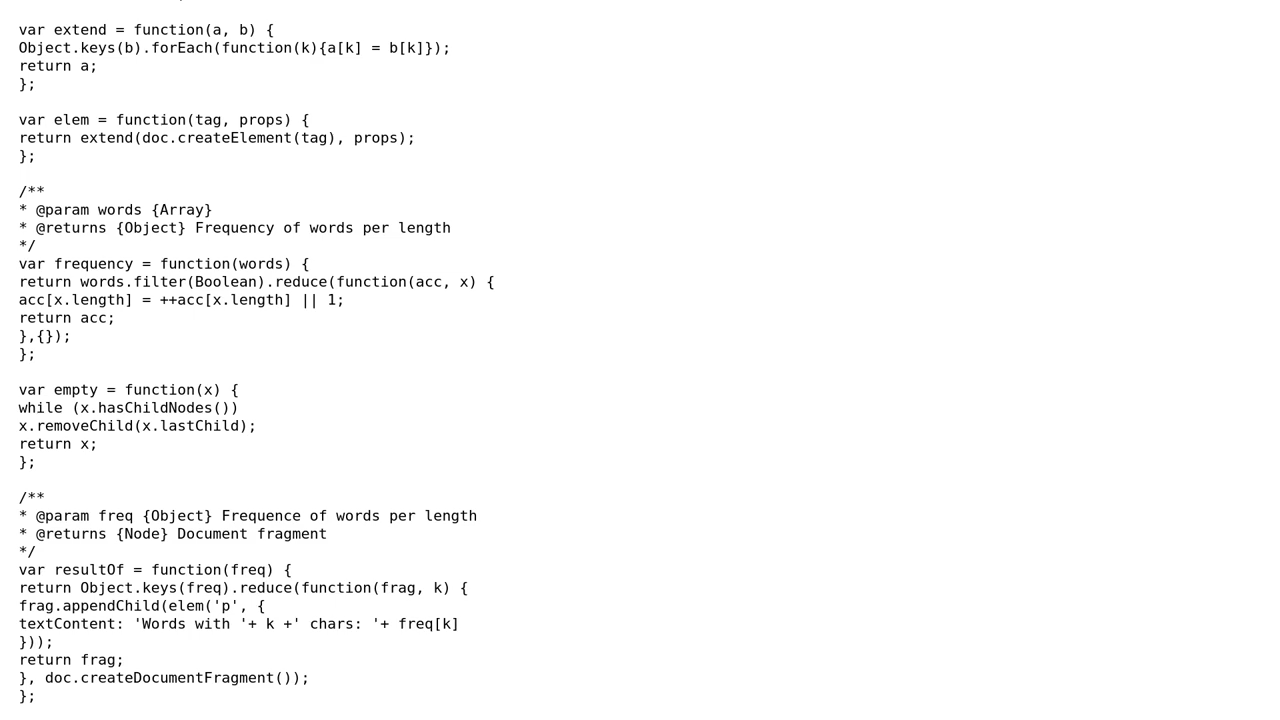 var extend = function(a, b) {
Object.keys(b).forEach(function(k){a[k] = b[k]});
return a;
};

var elem = function(tag, props) {
return extend(doc.createElement(tag), props);
};

/**
* @param words {Array}
* @returns {Object} Frequency of words per length
*/
var frequency = function(words) {
return words.filter(Boolean).reduce(function(acc, x) {
acc[x.length] = ++acc[x.length] || 1;
return acc;
},{});
};

var empty = function(x) {
while (x.hasChildNodes())
x.removeChild(x.lastChild);
return x;
};

/**
* @param freq {Object} Frequence of words per length
* @returns {Node} Document fragment
*/
var resultOf = function(freq) {
return Object.keys(freq).reduce(function(frag, k) {
frag.appendChild(elem('p', {
textContent: 'Words with '+ k +' chars: '+ freq[k]
}));
return frag;
}, doc.createDocumentFragment());
};